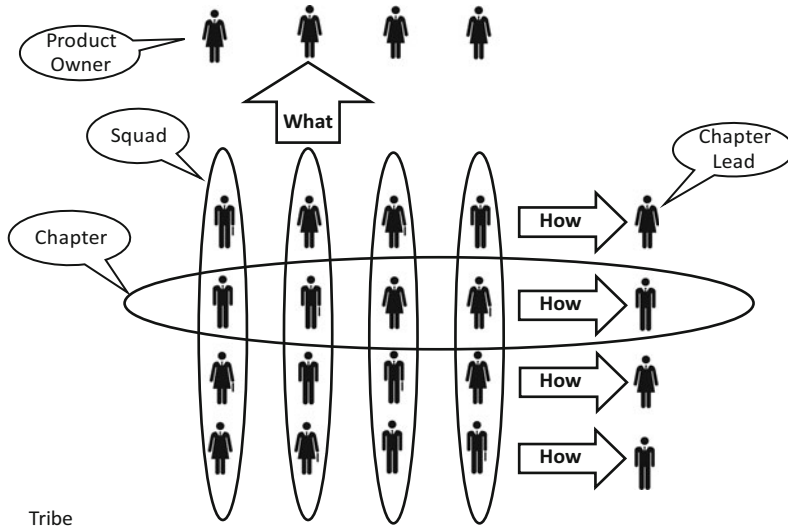 Product
Owner
What
Squad
Chapter
Lead
How
Chapter
How
How
How
Tribe